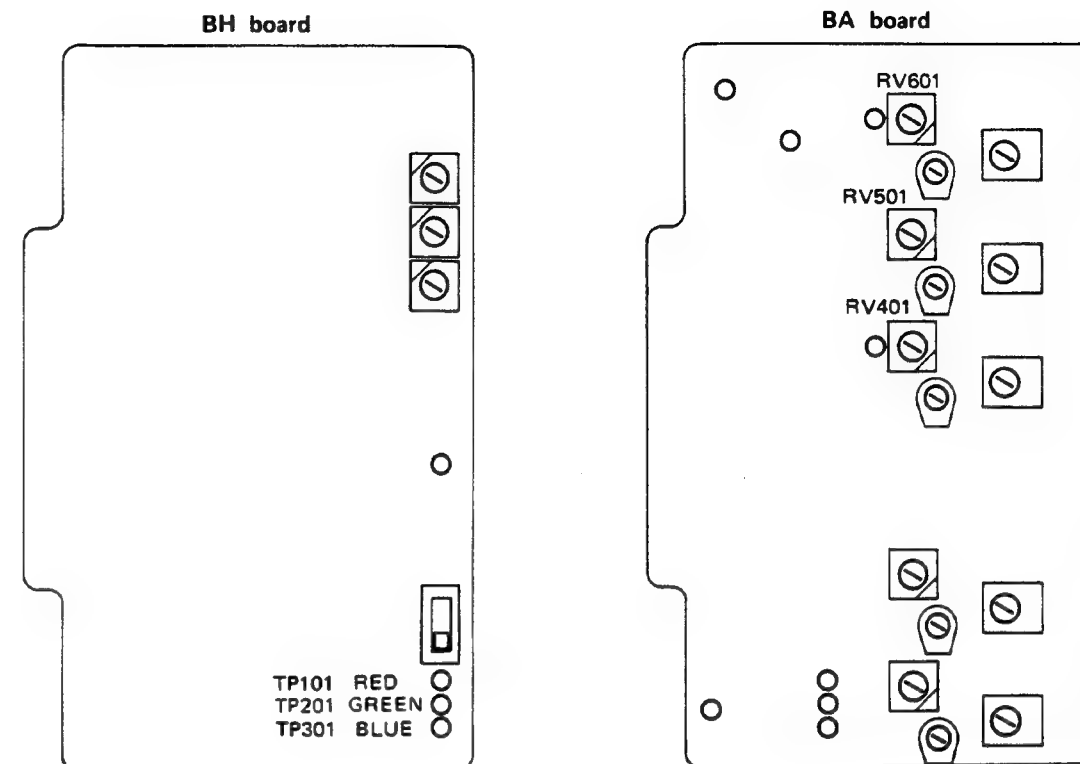 BH board
BA board
RV601
RV501
RV401
TP101 RED
TP201 GREEN
TP301 BLUE